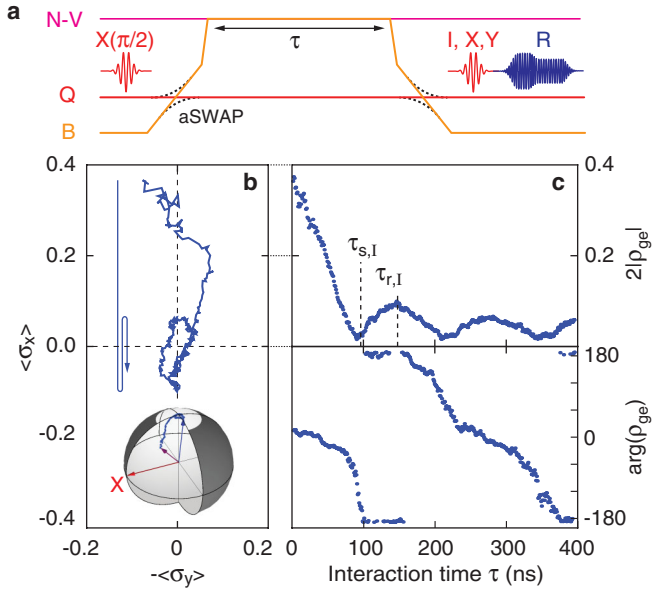 a
N-V
X(π/2)
τ
I, X,Y
R
Q
aSWAP
B
0.4
b
c
0.4
τs,I
τr,I
0.2
0.2
2|ρge|
<σx>
0.0
180
-0.2
X
0
arg(ρge)
-0.4
-180
-0.2
0
0.2
0
100
200
300
400
-<σy>
Interaction time τ (ns)